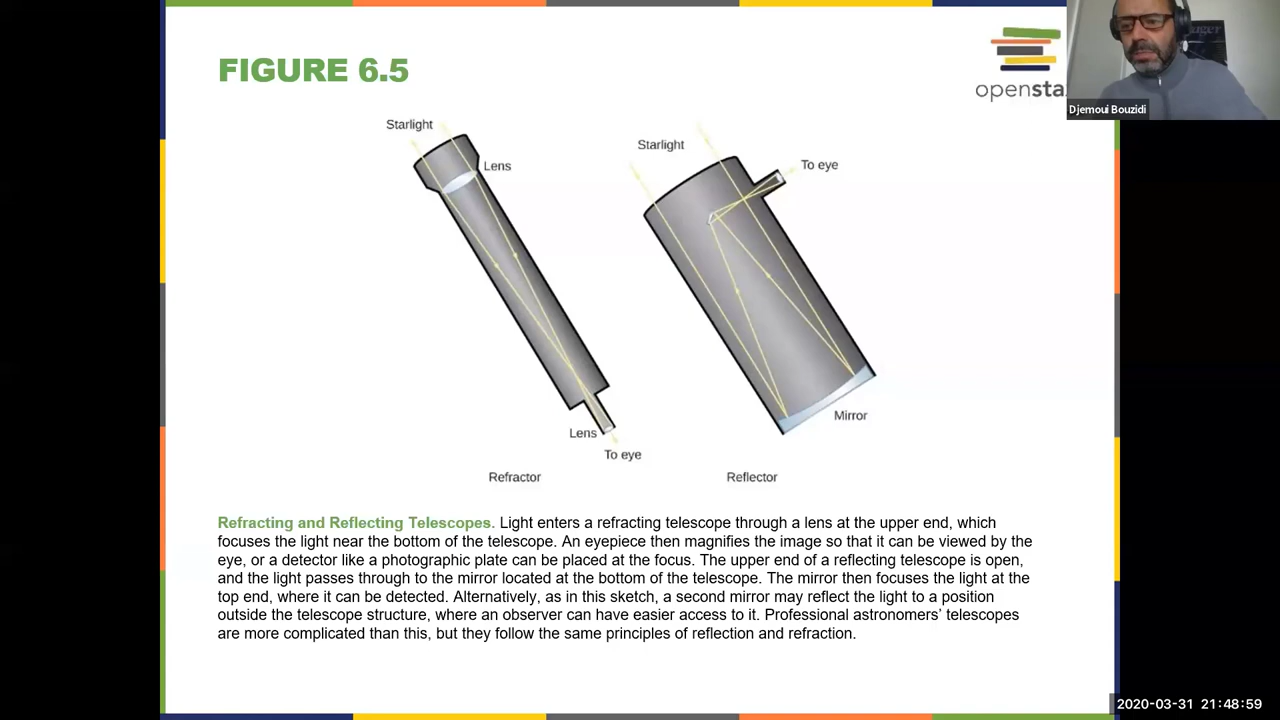 FIGURE 6.5
opensta
Djemoui Bouzidi
Starlight
Lens
Starlight
To eye
Lens
To eye
Mirror
Refractor
Reflector
Refracting and Reflecting Telescopes. Light enters a refracting telescope through a lens at the upper end, which
focuses the light near the bottom of the telescope. An eyepiece then magnifies the image so that it can be viewed by the
eye, or a detector like a photographic plate can be placed at the focus. The upper end of a reflecting telescope is open,
and the light passes through to the mirror located at the bottom of the telescope. The mirror then focuses the light at the
top end, where it can be detected. Alternatively, as in this sketch, a second mirror may reflect the light to a position
outside the telescope structure, where an observer can have easier access to it. Professional astronomers’ telescopes
are more complicated than this, but they follow the same principles of reflection and refraction.
2020-03-31 21:48:59